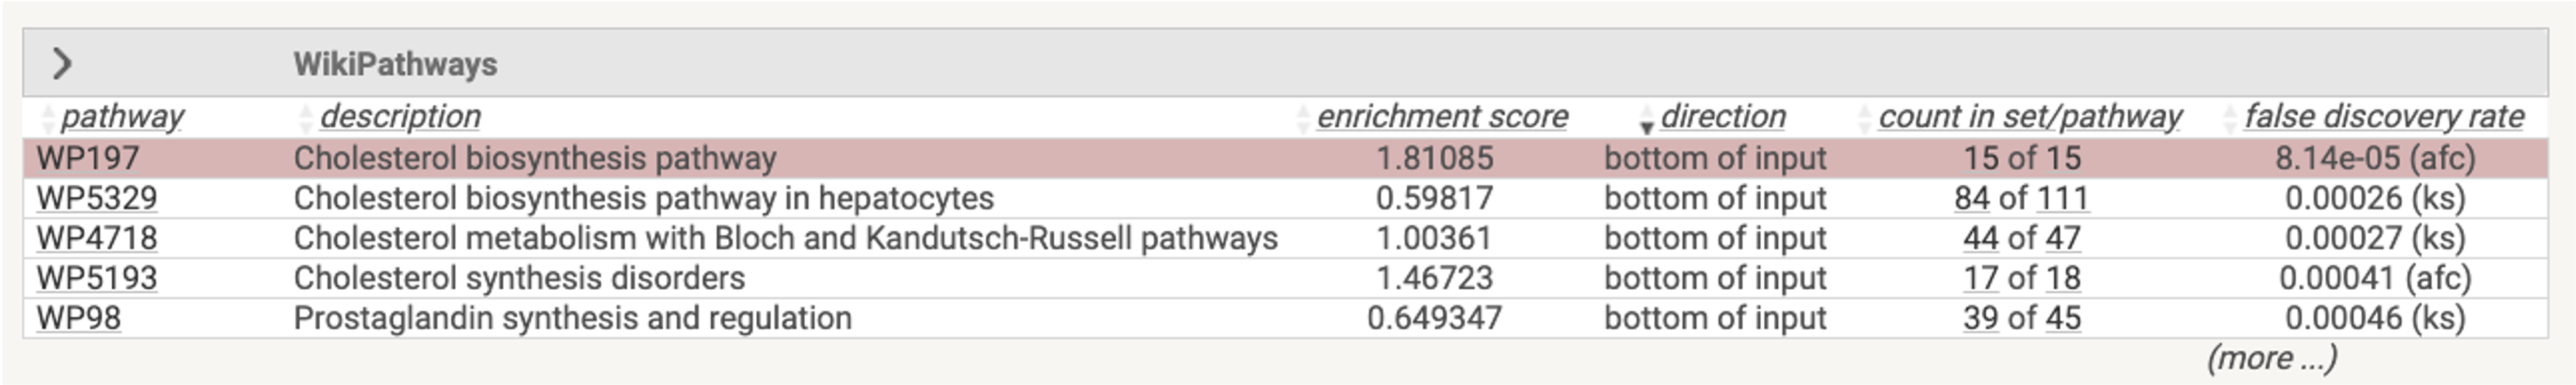 WikiPathways
pathway description enrichment score direction count in set/pathway false discovery rate
WP197 Cholesterol biosynthesis pathway 1.81085 bottom of input 15 of 15 8.14e-05 (afc)
WP5329 Cholesterol biosynthesis pathway in hepatocytes 0.59817 bottom of input 84 of 111 0.00026 (ks)
WP4718 Cholesterol metabolism with Bloch and Kandutsch-Russell pathways 1.00361 bottom of input 44 of 47 0.00027 (ks)
WP5193 Cholesterol synthesis disorders 1.46723 bottom of input 17 of 18 0.00041 (afc)
WP98 Prostaglandin synthesis and regulation 0.649347 bottom of input 39 of 45 0.00046 (ks)
(more ...)